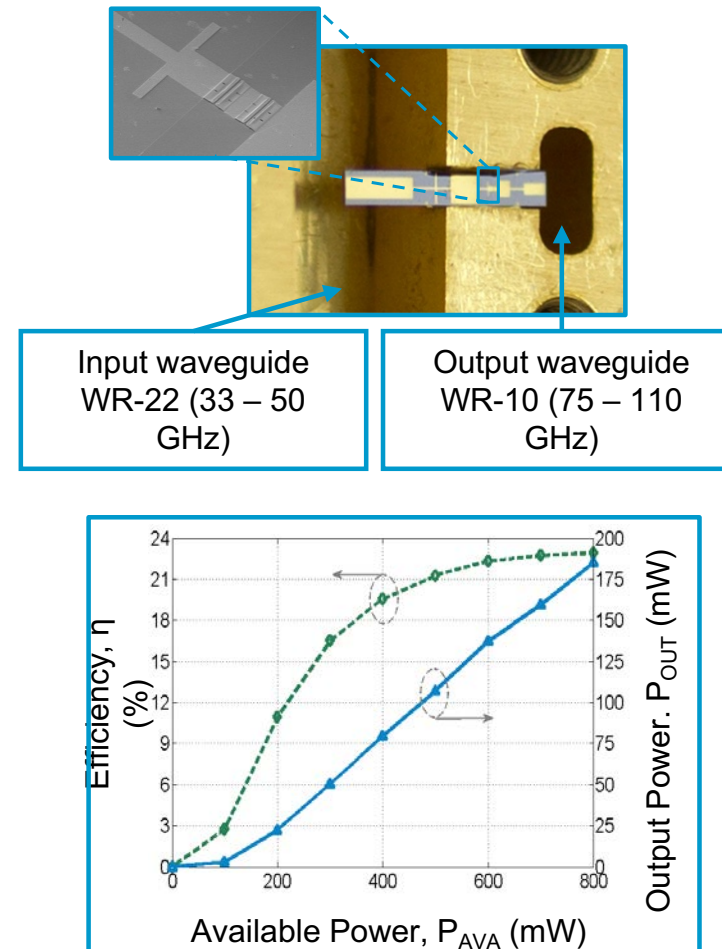 Input waveguide
WR-22 (33 – 50
GHz)
Output waveguide
WR-10 (75 – 110
GHz)
24
21
18
15
12
9
6
3
0
Efficiency, η
(%)
200
175
150
125
100
75
50
25
0
Output Power. P_OUT (mW)
0
200
400
600
800
Available Power, P_AVA (mW)